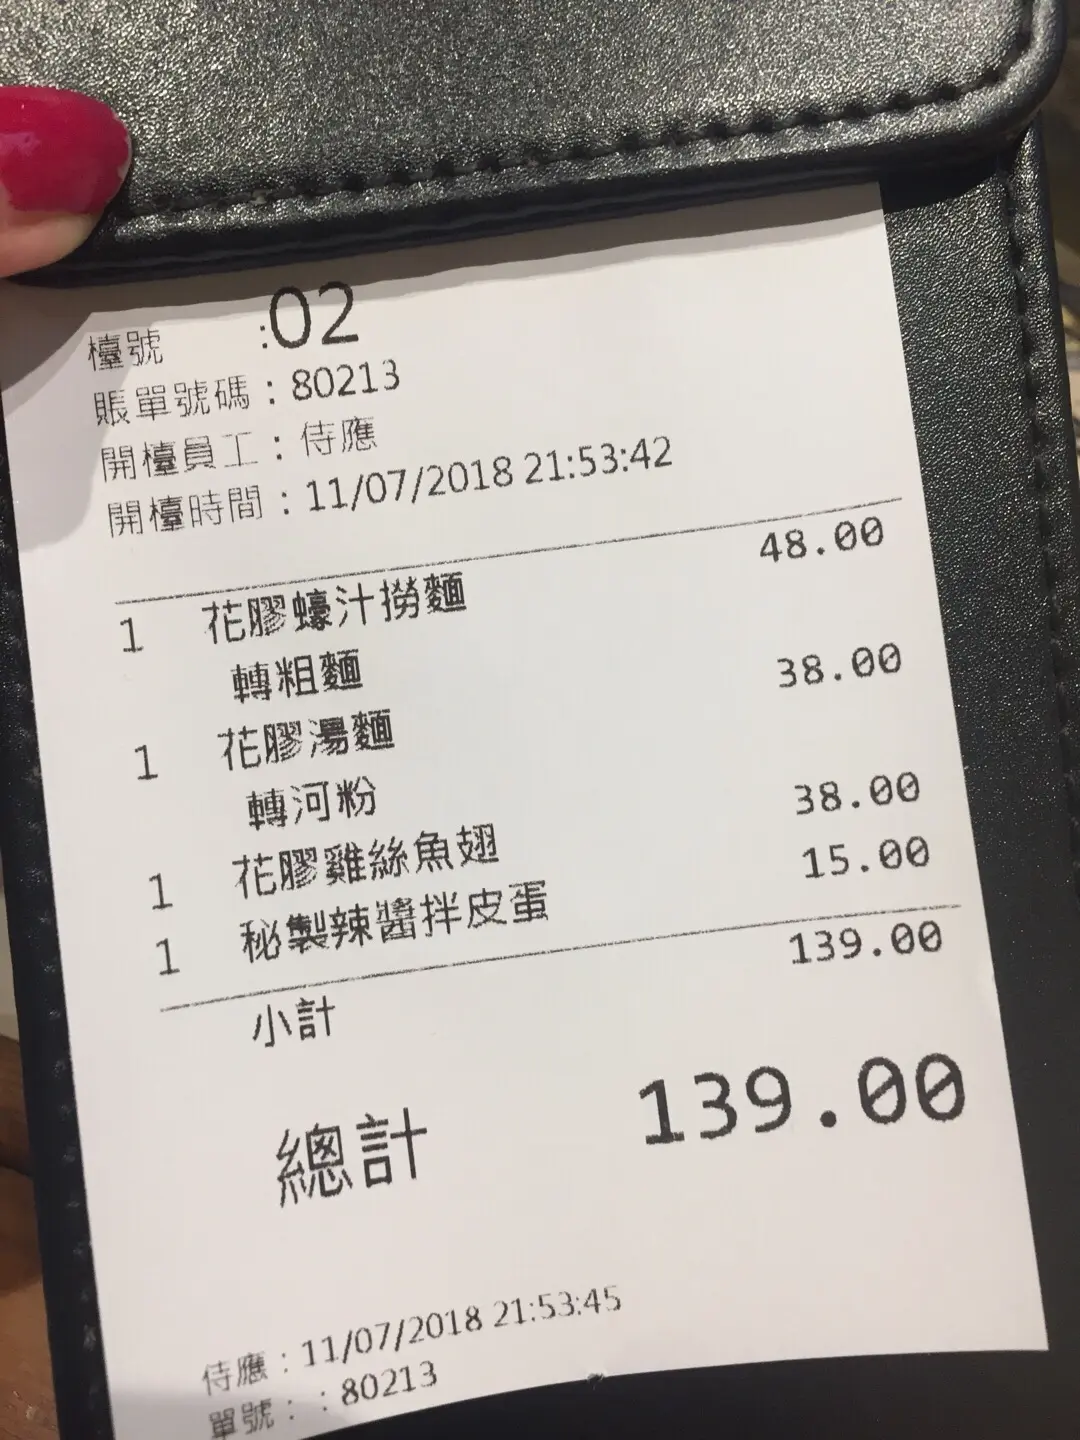 檯號 :02
賬單號碼：80213
開檯員工：侍應
開檯時間：11/07/2018 21:53:42
1 花膠蠔汁撈麵 48.00
轉粗麵
1 花膠湯麵 38.00
轉河粉
1 花膠雞絲魚翅 38.00
1 秘製辣醬拌皮蛋 15.00
小計 139.00
總計 139.00
侍應：11/07/2018 21:53:45
單號：：80213